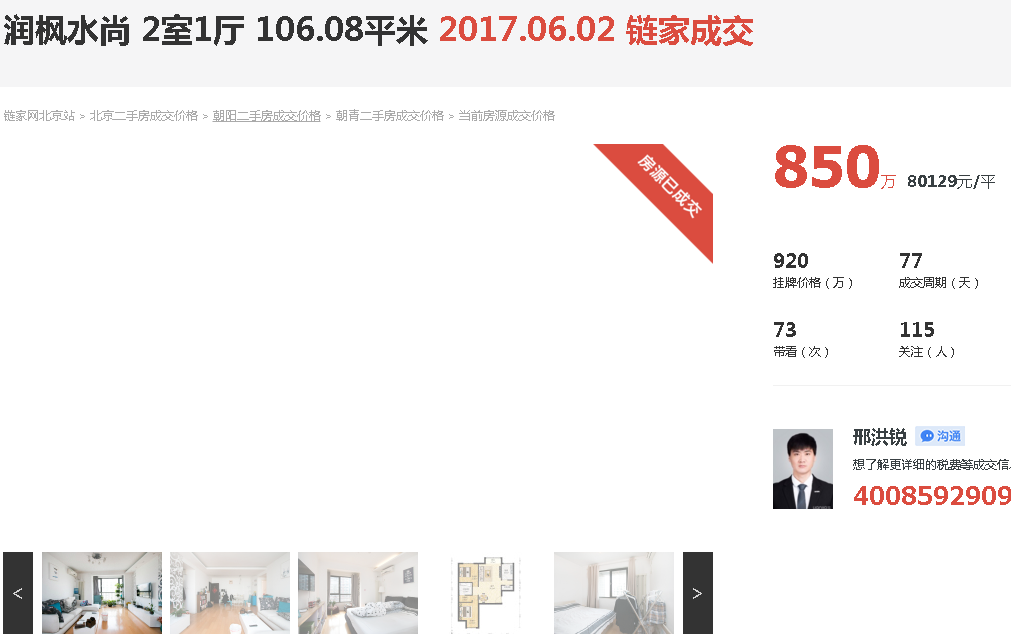 润枫水尚 2室1厅 106.08平米 2017.06.02 链家成交
链家网北京站 > 北京二手房成交价格 > 朝阳二手房成交价格 > 朝青二手房成交价格 > 当前房源成交价格
房源已成交
850万 80129元/平
920 77
挂牌价格（万） 成交周期（天）
73 115
带看（次） 关注（人）
邢洪锐 沟通
想了解更详细的税费等成交信
4008592909
< >